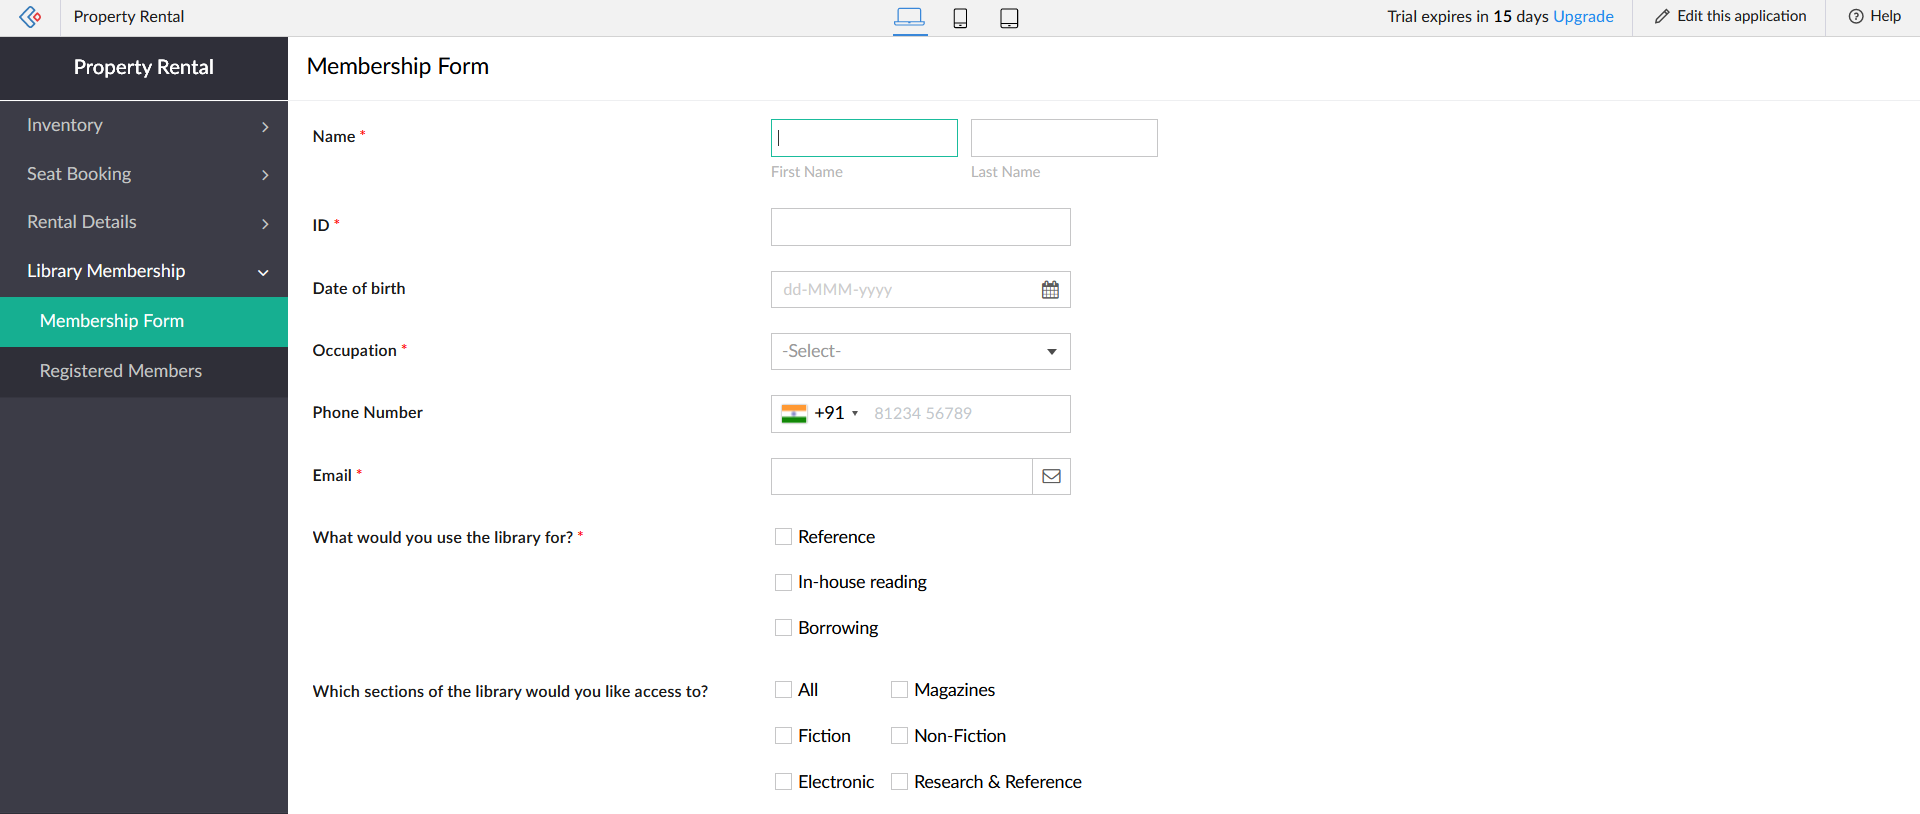 Property Rental
Trial expires in 15 days Upgrade
Edit this application
Help
Property Rental
Membership Form
Inventory
Seat Booking
Rental Details
Library Membership
Membership Form
Registered Members
Name *
First Name
Last Name
ID *
Date of birth
dd-MMM-yyyy
Occupation *
-Select-
Phone Number
+91
81234 56789
Email *
What would you use the library for? *
Reference
In-house reading
Borrowing
Which sections of the library would you like access to?
All
Magazines
Fiction
Non-Fiction
Electronic
Research & Reference